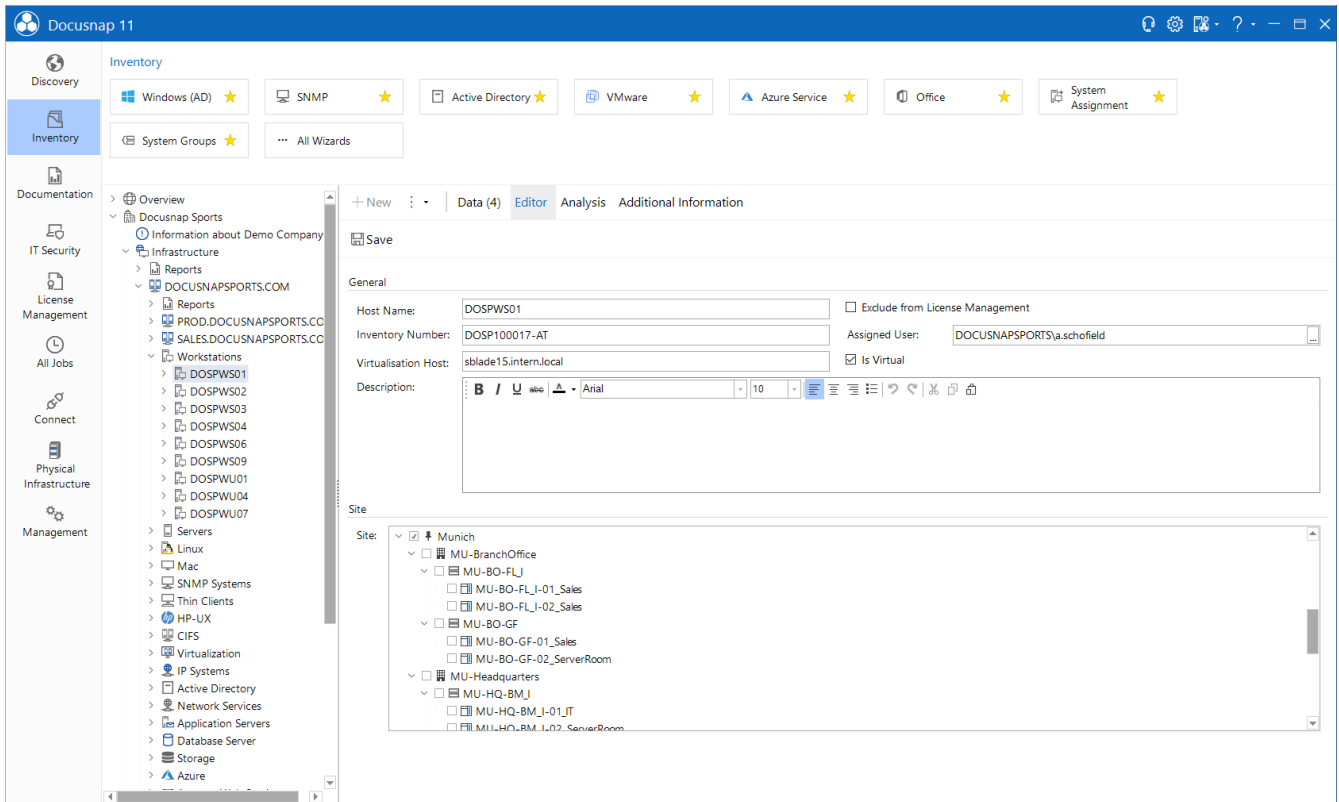 Docusnap 11
Discovery
Inventory
Documentation
IT Security
License
Management
All Jobs
Connect
Physical
Infrastructure
Management
Inventory
Windows (AD)
SNMP
Active Directory
VMware
Azure Service
Office
System
Assignment
System Groups
All Wizards
Overview
Docusnap Sports
Information about Demo Company
Infrastructure
Reports
DOCUSNAPSPORTS.COM
Reports
PROD.DOCUSNAPSPORTS.CO
SALES.DOCUSNAPSPORTS.CO
Workstations
DOSPWS01
DOSPWS02
DOSPWS03
DOSPWS04
DOSPWS06
DOSPWS09
DOSPWU01
DOSPWU04
DOSPWU07
Servers
Linux
Mac
SNMP Systems
Thin Clients
HP-UX
CIFS
Virtualization
IP Systems
Active Directory
Network Services
Application Servers
Database Server
Storage
Azure
New Data (4) Editor Analysis Additional Information
Save
General
Host Name: DOSPWS01 Exclude from License Management
Inventory Number: DOSP100017-AT Assigned User: DOCUSNAPSPORTS\a.schofield ...
Virtualisation Host: sblade15.intern.local Is Virtual
Description: B I U abc A Arial 10
Site
Site: Munich
MU-BranchOffice
MU-BO-FL_I
MU-BO-FL_I-01_Sales
MU-BO-FL_I-02_Sales
MU-BO-GF
MU-BO-GF-01_Sales
MU-BO-GF-02_ServerRoom
MU-Headquarters
MU-HQ-BM_I
MU-HQ-BM_I-01_IT
MU-HQ-BM_I-02_ServerRoom